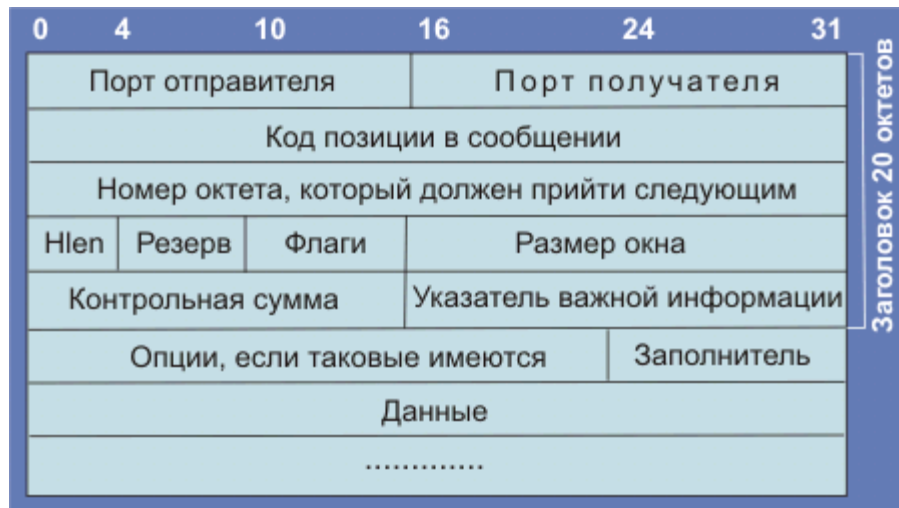 0 4 10 16 24 31
Порт отправителя Порт получателя
Код позиции в сообщении
Номер октета, который должен прийти следующим
Hlen Резерв Флаги Размер окна
Контрольная сумма Указатель важной информации
Опции, если таковые имеются Заполнитель
Данные
.............
Заголовок 20 октетов